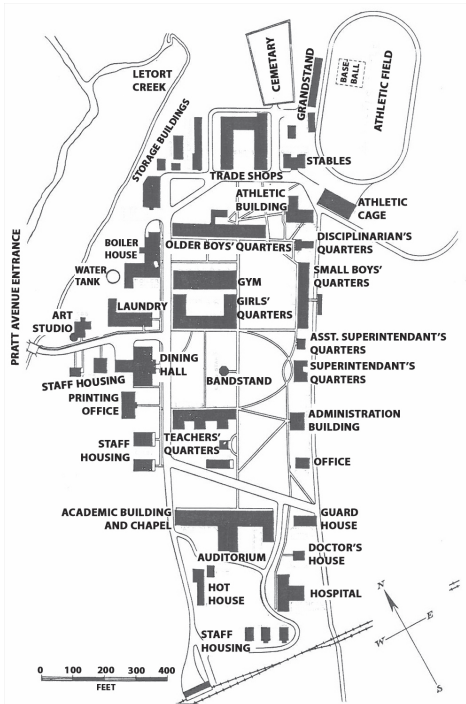 CEMETARY
GRANDSTAND
BASE-
BALL
ATHLETIC FIELD
LETORT
CREEK
STORAGE BUILDINGS
STABLES
TRADE SHOPS
ATHLETIC
BUILDING
ATHLETIC
CAGE
BOILER
HOUSE
OLDER BOYS' QUARTERS
DISCIPLINARIAN'S
QUARTERS
WATER
TANK
GYM
SMALL BOYS'
QUARTERS
PRATT AVENUE ENTRANCE
ART
STUDIO
LAUNDRY
GIRLS'
QUARTERS
ASST. SUPERINTENDANT'S
QUARTERS
STAFF HOUSING
DINING
HALL
BANDSTAND
SUPERINTENDANT'S
QUARTERS
PRINTING
OFFICE
ADMINISTRATION
BUILDING
STAFF
HOUSING
TEACHERS'
QUARTERS
OFFICE
ACADEMIC BUILDING
AND CHAPEL
GUARD
HOUSE
AUDITORIUM
DOCTOR'S
HOUSE
HOT
HOUSE
HOSPITAL
STAFF
HOUSING
N
E
W
S
0 100 200 300 400
FEET